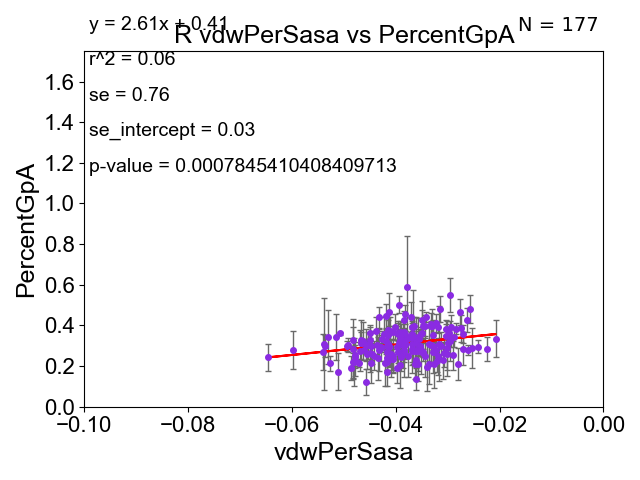 y = 2.61x + 0.41
N = 177
R vdwPerSasa vs PercentGpA
r^2 = 0.06
se = 0.76
se_intercept = 0.03
p-value = 0.0007845410408409713
PercentGpA
1.6
1.4
1.2
1.0
0.8
0.6
0.4
0.2
0.0
−0.10
−0.08
−0.06
−0.04
−0.02
0.00
vdwPerSasa